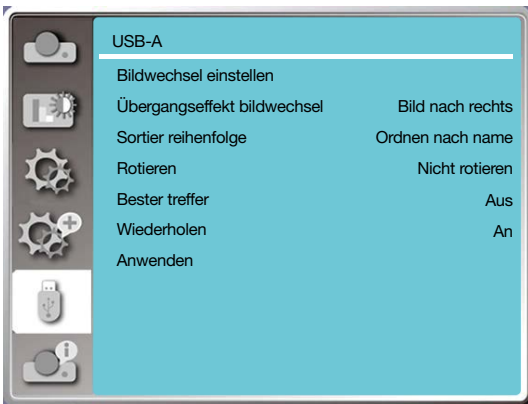 USB-A
Bildwechsel einstellen
Übergangseffekt bildwechsel Bild nach rechts
Sortier reihenfolge Ordnen nach name
Rotieren Nicht rotieren
Bester treffer Aus
Wiederholen An
Anwenden